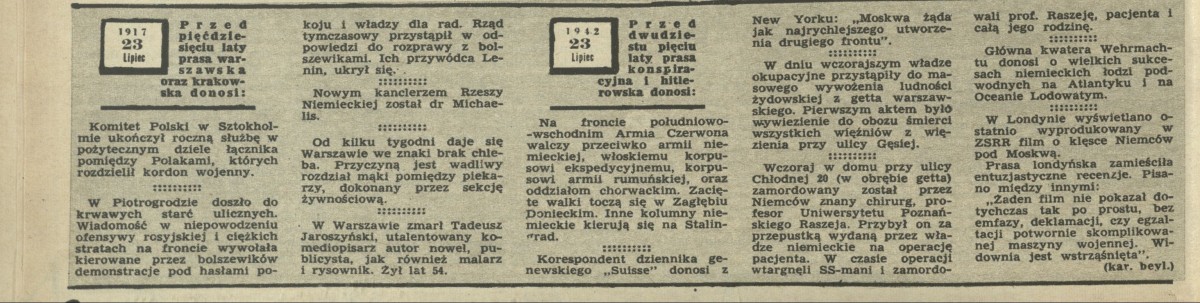 1917
23
Lipiec
Przed
pięćdzie-
sięciu laty
prasa war-
szawska
oraz krakow-
ska donosi:
Komitet Polski w Sztokhol-
mie ukończył roczną służbę w
pożytecznym dziele łącznika
pomiędzy Polakami, których
rozdzielił kordon wojenny.
W Piotrogrodzie doszło do
krwawych starć ulicznych.
Wiadomość w niepowodzeniu
ofensywy rosyjskiej i ciężkich
stratach na froncie wywołała
kierowane przez bolszewików
demonstracje pod hasłami po-
koju i władzy dla rad. Rząd
tymczasowy przystąpił w od-
powiedzi do rozprawy z bol-
szewikami. Ich przywódca Le-
nin, ukrył się.
Nowym kanclerzem Rzeszy
Niemieckiej został dr Michae-
lis.
Od kilku tygodni daje się
Warszawie we znaki brak chle-
ba. Przyczyną jest wadliwy
rozdział mąki pomiędzy pieka-
rzy, dokonany przez sekcję
żywnościową.
W Warszawie zmarł Tadeusz
Jaroszyński, utalentowany ko-
mediopisarz autor nowel, pu-
blicysta, jak również malarz
i rysownik. Żył lat 54.
1942
23
Lipiec
Przed
dwudzie-
stu pięciu
laty prasa
konspira-
cyjna i hitle-
rowska donosi:
Na froncie południowo-
-wschodnim Armia Czerwona
walczy przeciwko armii nie-
mieckiej, włoskiemu korpu-
sowi ekspedycyjnemu, korpu-
sowi armii rumuńskiej, oraz
oddziałom chorwackim. Zacię-
te walki toczą się w Zagłębiu
Donieckim. Inne kolumny nie-
mieckie kierują się na Stalin-
grad.
Korespondent dziennika ge-
newskiego „Suisse" donosi z
New Yorku: „Moskwa żąda
jak najrychlejszego utworze-
nia drugiego frontu".
W dniu wczorajszym władze
okupacyjne przystąpiły do ma-
sowego wywożenia ludności
żydowskiej z getta warszaw-
skiego. Pierwszym aktem było
wywiezienie do obozu śmierci
wszystkich więźniów z wię-
zienia przy ulicy Gęsiej.
Wczoraj w domu przy ulicy
Chłodnej 20 (w obrębie getta)
zamordowany został przez
Niemców znany chirurg, pro-
fesor Uniwersytetu Poznań-
skiego Raszeja. Przybył on za
przepustką wydaną przez wła-
dze niemieckie na operację
pacjenta. W czasie operacji
wtargnęli SS-mani i zamordo-
wali prof. Raszeję, pacjenta i
całą jego rodzinę.
Główna kwatera Wehrmach-
tu donosi o wielkich sukce-
sach niemieckich łodzi pod-
wodnych na Atlantyku i na
Oceanie Lodowatym.
W Londynie wyświetlano o-
statnio wyprodukowany w
ZSRR film o klęsce Niemców
pod Moskwą.
Prasa londyńska zamieściła
entuzjastyczne recenzje. Pisa-
no między innymi:
„Żaden film nie pokazał do-
tychczas tak po prostu, bez
emfazy, deklamacji, czy egzal-
tacji potwornie skomplikowa-
nej maszyny wojennej. Wi-
downia jest wstrząśnięta".
(kar. beyl.)